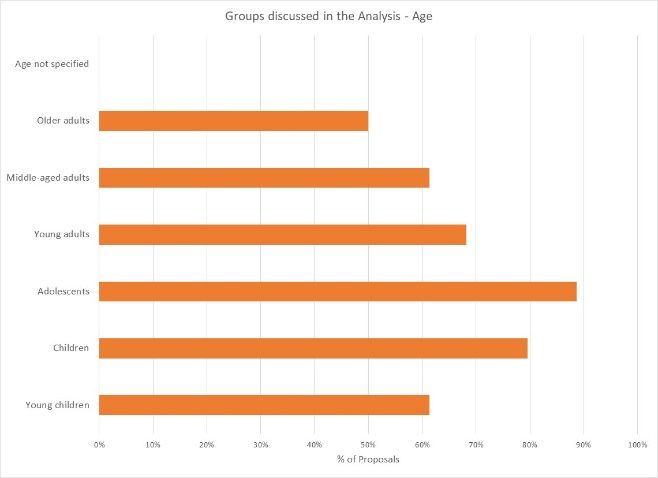 Groups discussed in the Analysis - Age
Age not specified
Older adults
Middle-aged adults
Young adults
Adolescents
Children
Young children
0% 10% 20% 30% 40% 50% 60% 70% 80% 90% 100%
% of Proposals